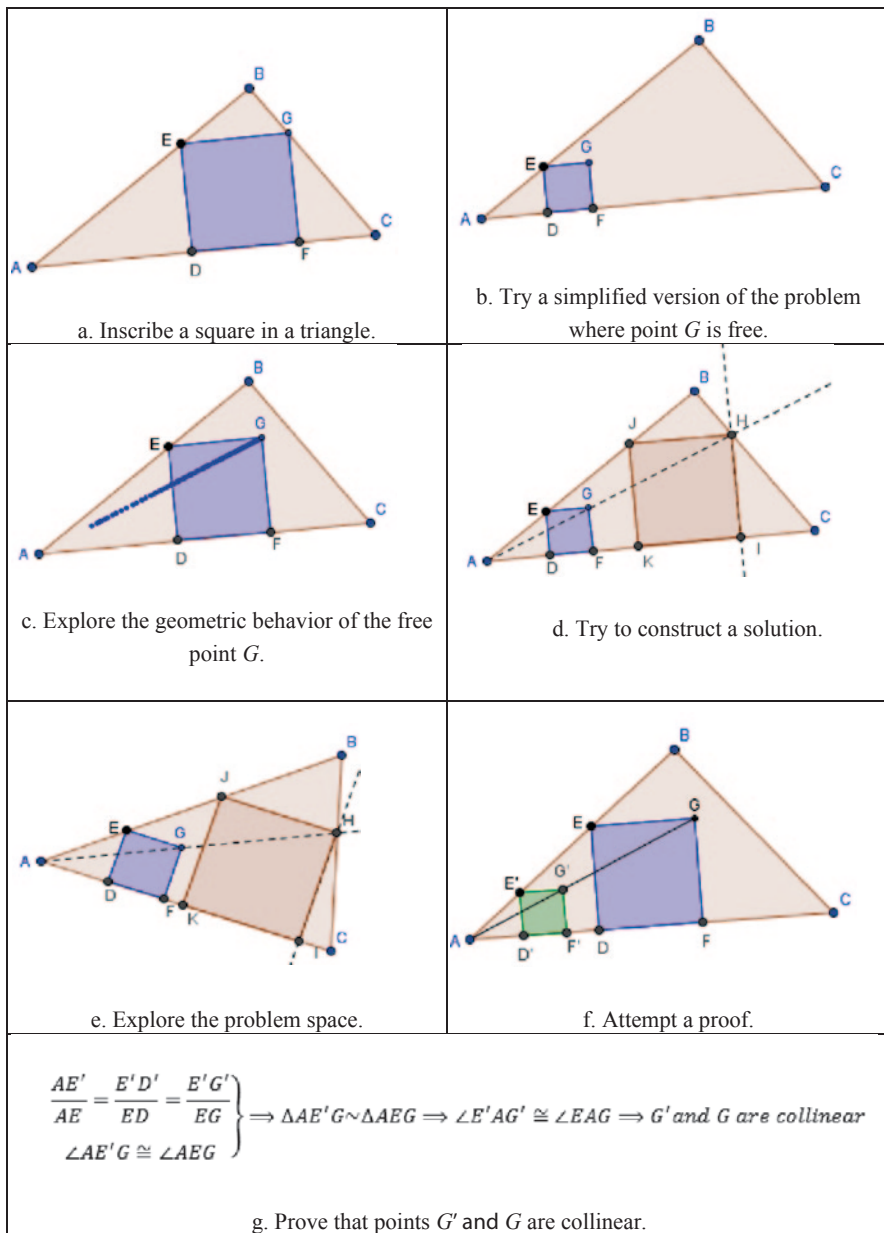 B
G
E
A
D
F
C
a. Inscribe a square in a triangle.
B
E
G
C
A
D
F
b. Try a simplified version of the problem
where point G is free.
B
G
E
C
A
D
F
c. Explore the geometric behavior of the free
point G.
B
J
H
E
G
C
A
D
F
K
I
d. Try to construct a solution.
B
J
E
G
H
A
D
F
K
I
C
e. Explore the problem space.
B
G
E
E'
G'
C
A
D'
F'
D
F
f. Attempt a proof.
AE'/AE = E'D'/ED = E'G'/EG
∠AE'G ≅ ∠AEG } ⟹ ΔAE'G~ΔAEG ⟹ ∠E'AG' ≅ ∠EAG ⟹ G' and G are collinear
g. Prove that points G' and G are collinear.